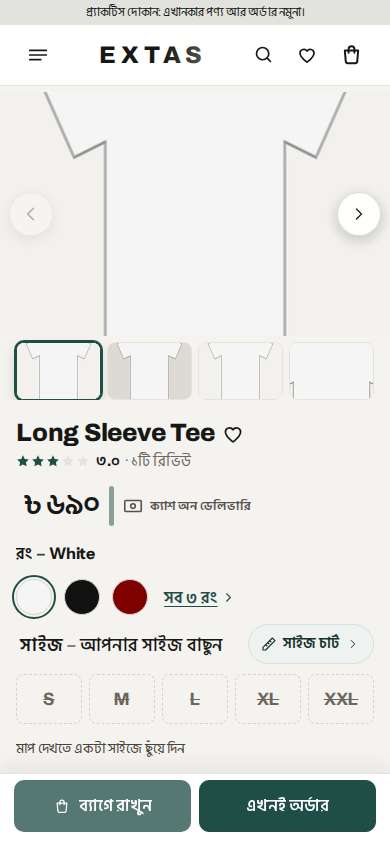 প্র্যাকটিস দোকান: এখানকার পণ্য আর অর্ডার নমুনা।
EXTAS
Long Sleeve Tee
৩.০ · ১টি রিভিউ
৳ ৬৯০ ক্যাশ অন ডেলিভারি
রং – White
সব ৩ রং
সাইজ – আপনার সাইজ বাছুন সাইজ চার্ট
S M L XL XXL
মাপ দেখতে একটা সাইজে ছুঁয়ে দিন
ব্যাগে রাখুন এখনই অর্ডার